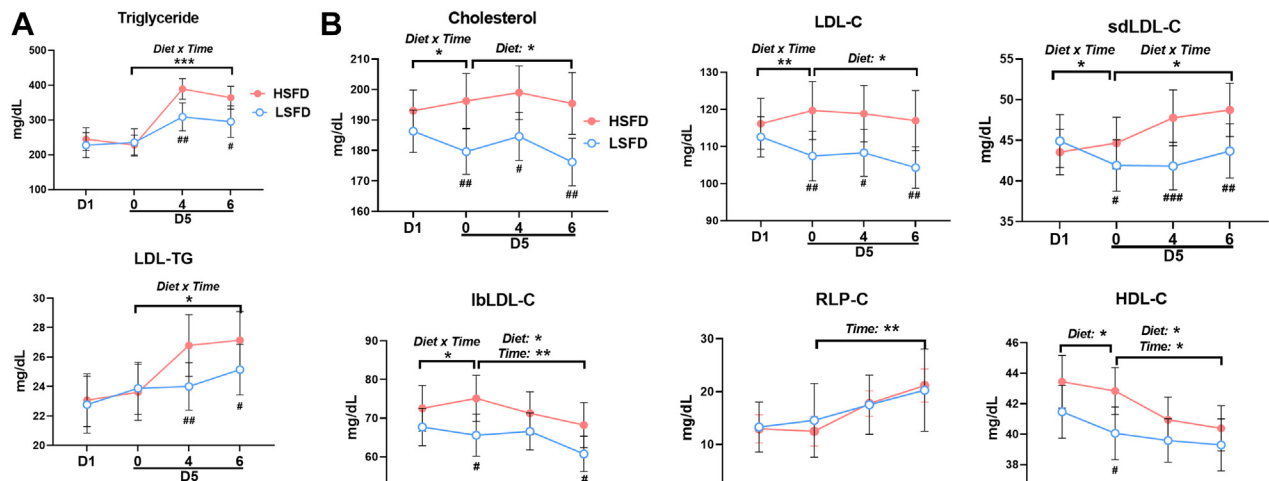 A
Triglyceride
Diet x Time
***
mg/dL
500
400
300
200
100
##
#
HSFD
LSFD
D1 0 4 6
D5
LDL-TG
Diet x Time
*
mg/dL
30
28
26
24
22
20
##
#
D1 0 4 6
D5
B
Cholesterol
Diet x Time
*
Diet: *
mg/dL
210
200
190
180
170
160
##
#
##
HSFD
LSFD
D1 0 4 6
D5
LDL-C
Diet x Time
**
Diet: *
mg/dL
130
120
110
100
90
##
#
##
D1 0 4 6
D5
sdLDL-C
Diet x Time
*
Diet x Time
*
mg/dL
55
50
45
40
35
#
###
##
D1 0 4 6
D5
lbLDL-C
Diet x Time
*
Diet: *
Time: **
mg/dL
90
80
70
60
#
#
RLP-C
Time: **
mg/dL
30
20
10
HDL-C
Diet: *
Diet: *
Time: *
mg/dL
46
44
42
40
38
#